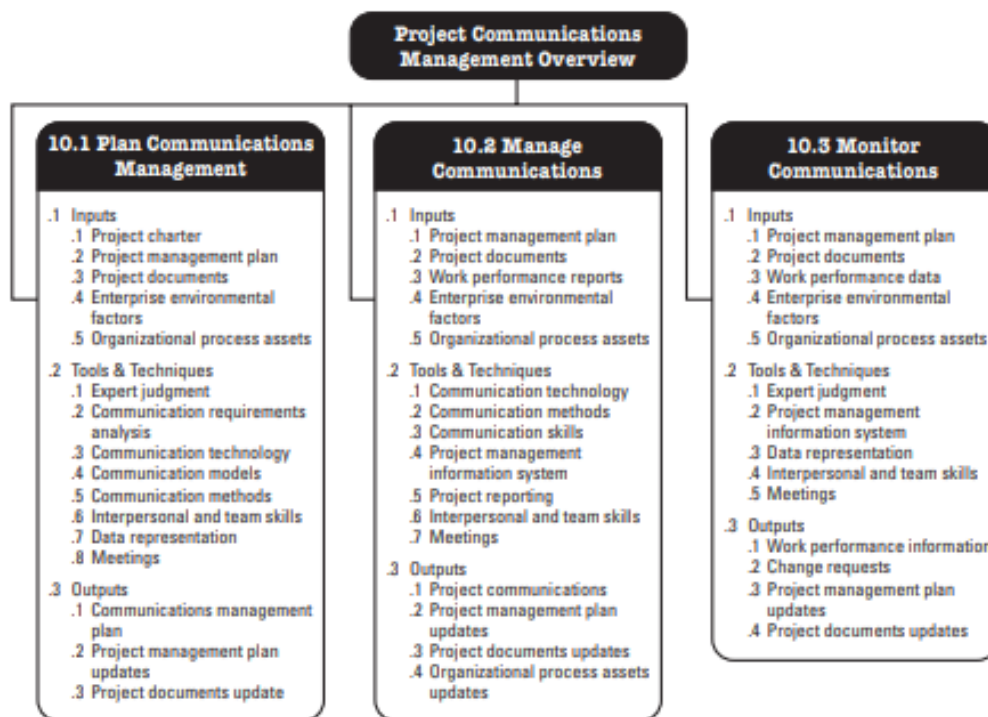 Project Communications
Management Overview
10.1 Plan Communications
Management
.1 Inputs
.1 Project charter
.2 Project management plan
.3 Project documents
.4 Enterprise environmental
factors
.5 Organizational process assets
.2 Tools & Techniques
.1 Expert judgment
.2 Communication requirements
analysis
.3 Communication technology
.4 Communication models
.5 Communication methods
.6 Interpersonal and team skills
.7 Data representation
.8 Meetings
.3 Outputs
.1 Communications management
plan
.2 Project management plan
updates
.3 Project documents update
10.2 Manage
Communications
.1 Inputs
.1 Project management plan
.2 Project documents
.3 Work performance reports
.4 Enterprise environmental
factors
.5 Organizational process assets
.2 Tools & Techniques
.1 Communication technology
.2 Communication methods
.3 Communication skills
.4 Project management
information system
.5 Project reporting
.6 Interpersonal and team skills
.7 Meetings
.3 Outputs
.1 Project communications
.2 Project management plan
updates
.3 Project documents updates
.4 Organizational process assets
updates
10.3 Monitor
Communications
.1 Inputs
.1 Project management plan
.2 Project documents
.3 Work performance data
.4 Enterprise environmental
factors
.5 Organizational process assets
.2 Tools & Techniques
.1 Expert judgment
.2 Project management
information system
.3 Data representation
.4 Interpersonal and team skills
.5 Meetings
.3 Outputs
.1 Work performance information
.2 Change requests
.3 Project management plan
updates
.4 Project documents updates